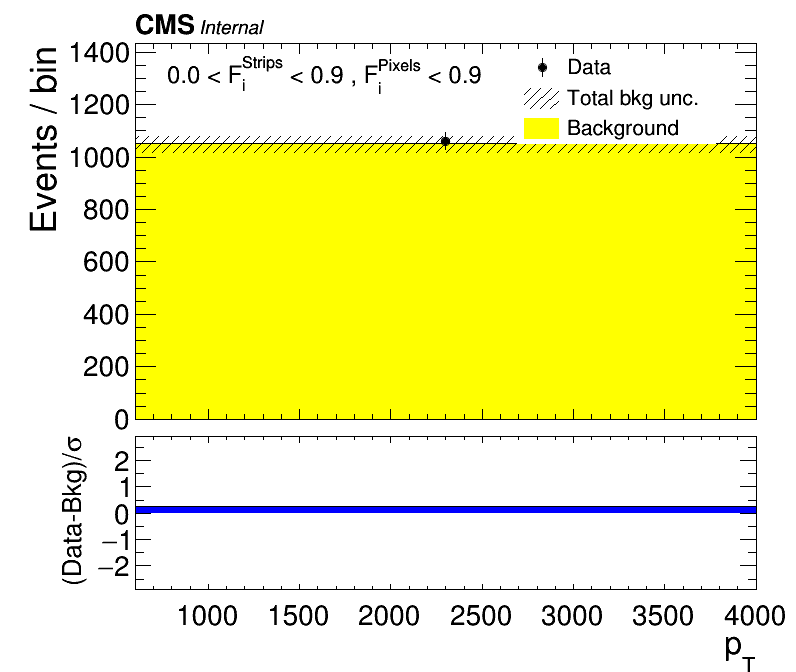 CMS Internal
0.0 < F_i^Strips < 0.9 , F_i^Pixels < 0.9
Data
Total bkg unc.
Background
Events / bin
1400
1200
1000
800
600
400
200
0
(Data-Bkg)/σ
2
1
0
−1
−2
1000 1500 2000 2500 3000 3500 4000
p_T